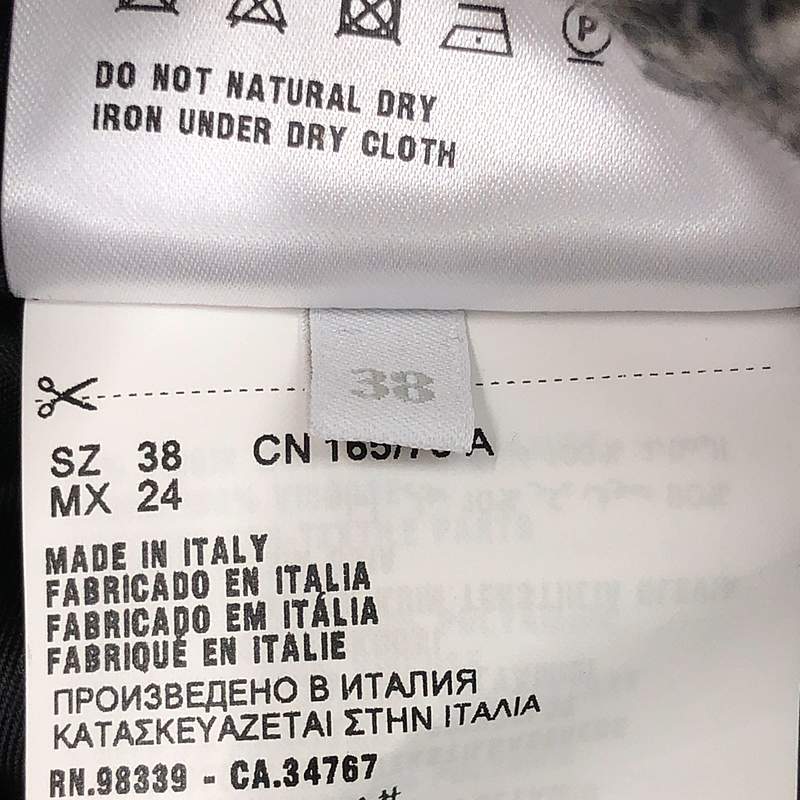 P
DO NOT NATURAL DRY
IRON UNDER DRY CLOTH
38
SZ 38 CN A
MX 24
MADE IN ITALY
FABRICADO EN ITALIA
FABRICADO EM ITÁLIA
FABRIQUÉ EN ITALIE
ПРОИЗВЕДЕНО В ИТАЛИЯ
ΚΑΤΑΣΚΕΥΑΖΕΤΑΙ ΣΤΗΝ ΙΤΑΛΙΑ
RN.98339 - CA.34767